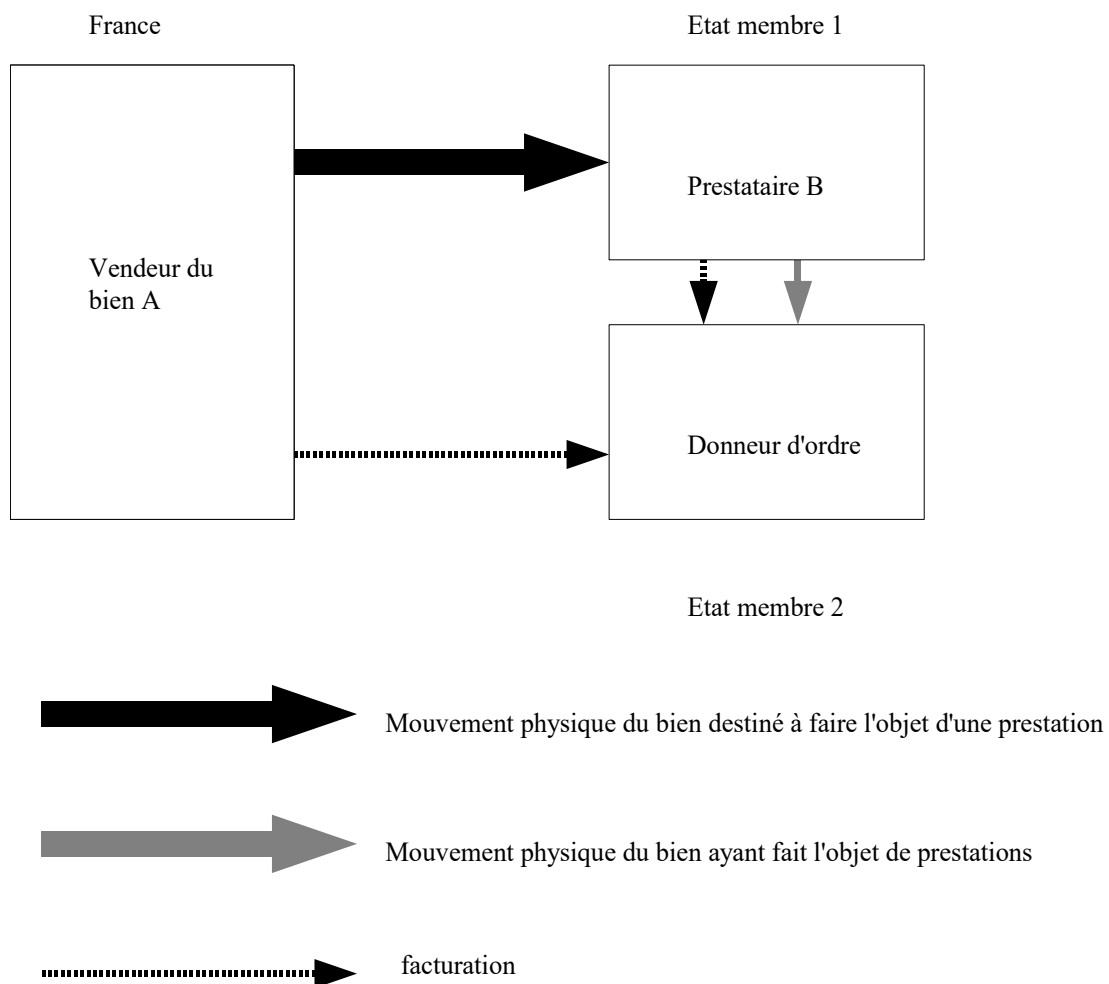 France
Etat membre 1
Prestataire B
Vendeur du
bien A
Donneur d'ordre
Etat membre 2
Mouvement physique du bien destiné à faire l'objet d'une prestation
Mouvement physique du bien ayant fait l'objet de prestations
facturation